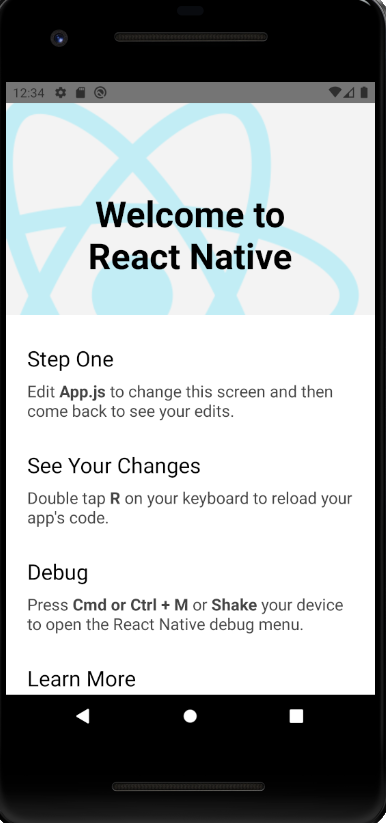 12:34
Welcome to
React Native
Step One
Edit App.js to change this screen and then
come back to see your edits.
See Your Changes
Double tap R on your keyboard to reload your
app's code.
Debug
Press Cmd or Ctrl + M or Shake your device
to open the React Native debug menu.
Learn More